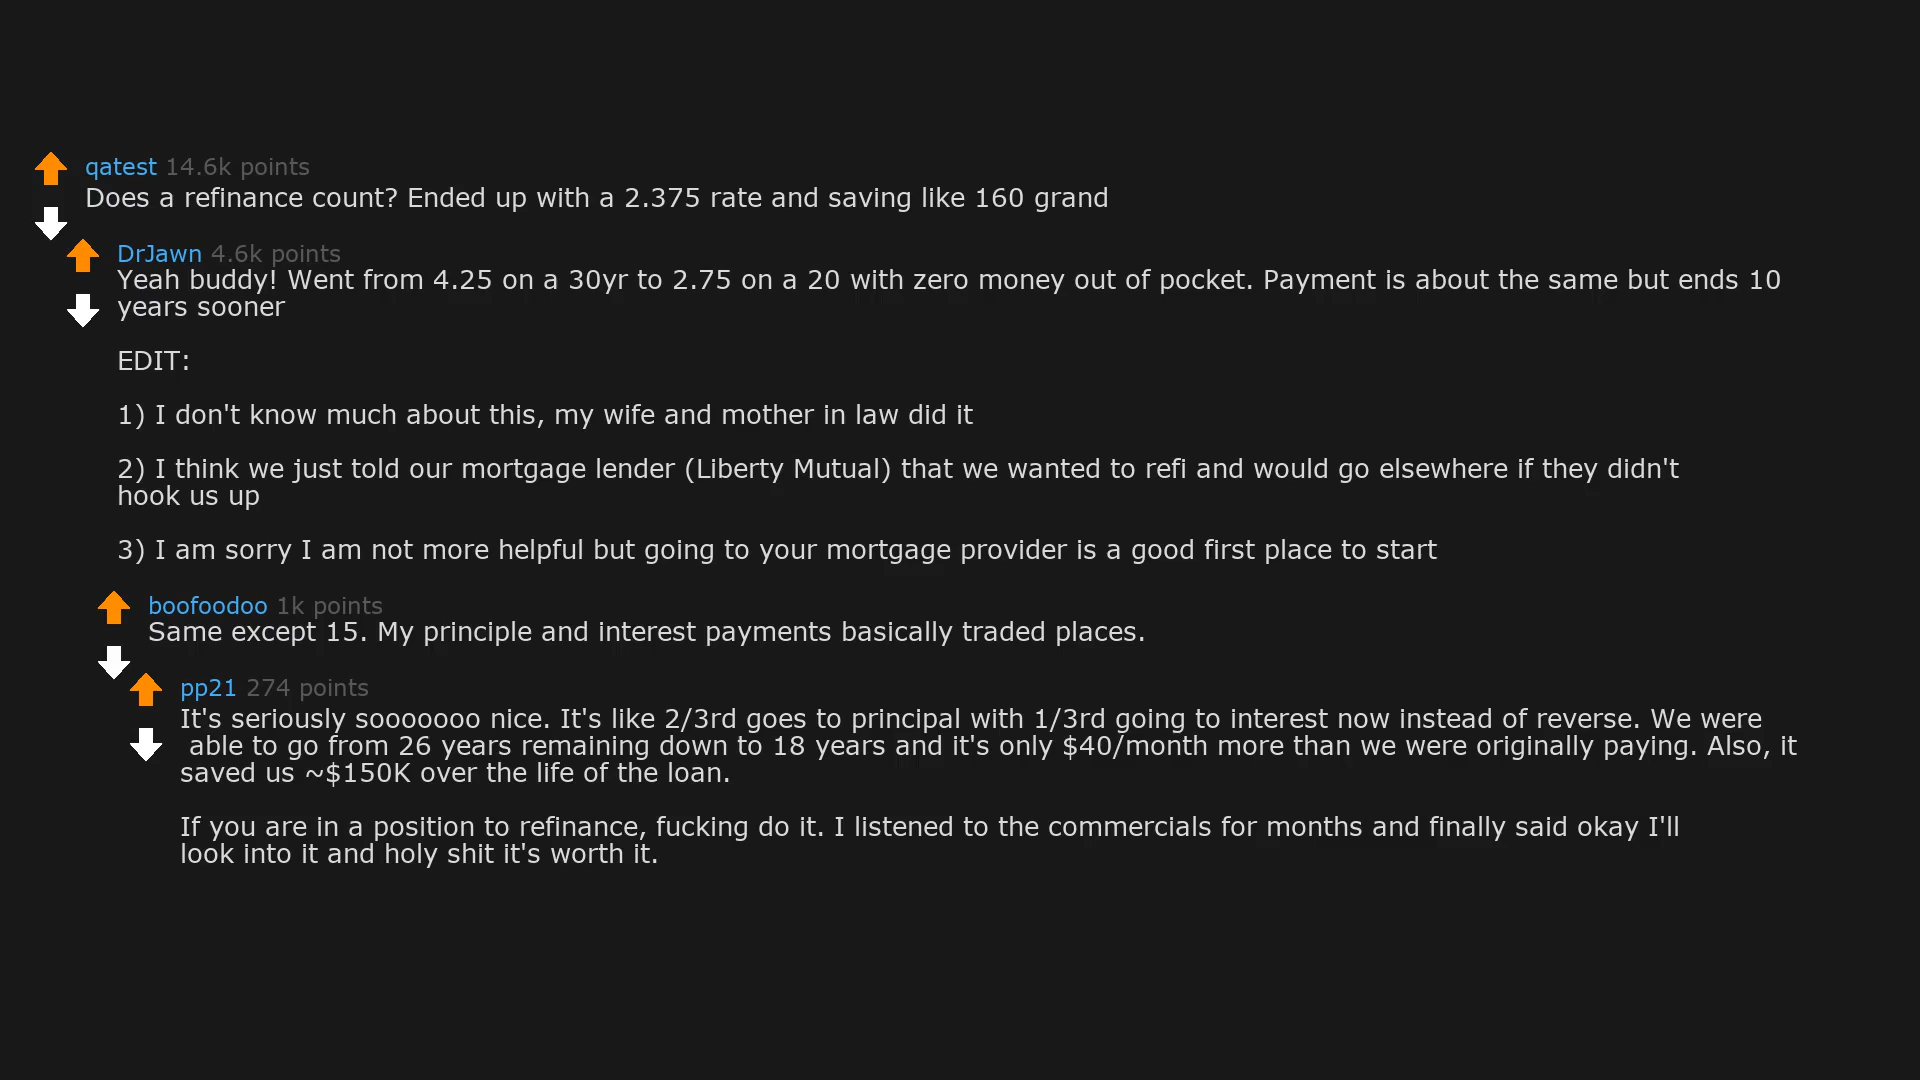 qatest 14.6k points
Does a refinance count? Ended up with a 2.375 rate and saving like 160 grand
DrJawn 4.6k points
Yeah buddy! Went from 4.25 on a 30yr to 2.75 on a 20 with zero money out of pocket. Payment is about the same but ends 10
years sooner
EDIT:
1) I don't know much about this, my wife and mother in law did it
2) I think we just told our mortgage lender (Liberty Mutual) that we wanted to refi and would go elsewhere if they didn't
hook us up
3) I am sorry I am not more helpful but going to your mortgage provider is a good first place to start
boofoodoo 1k points
Same except 15. My principle and interest payments basically traded places.
pp21 274 points
It's seriously sooooooo nice. It's like 2/3rd goes to principal with 1/3rd going to interest now instead of reverse. We were
able to go from 26 years remaining down to 18 years and it's only $40/month more than we were originally paying. Also, it
saved us ~$150K over the life of the loan.
If you are in a position to refinance, fucking do it. I listened to the commercials for months and finally said okay I'll
look into it and holy shit it's worth it.